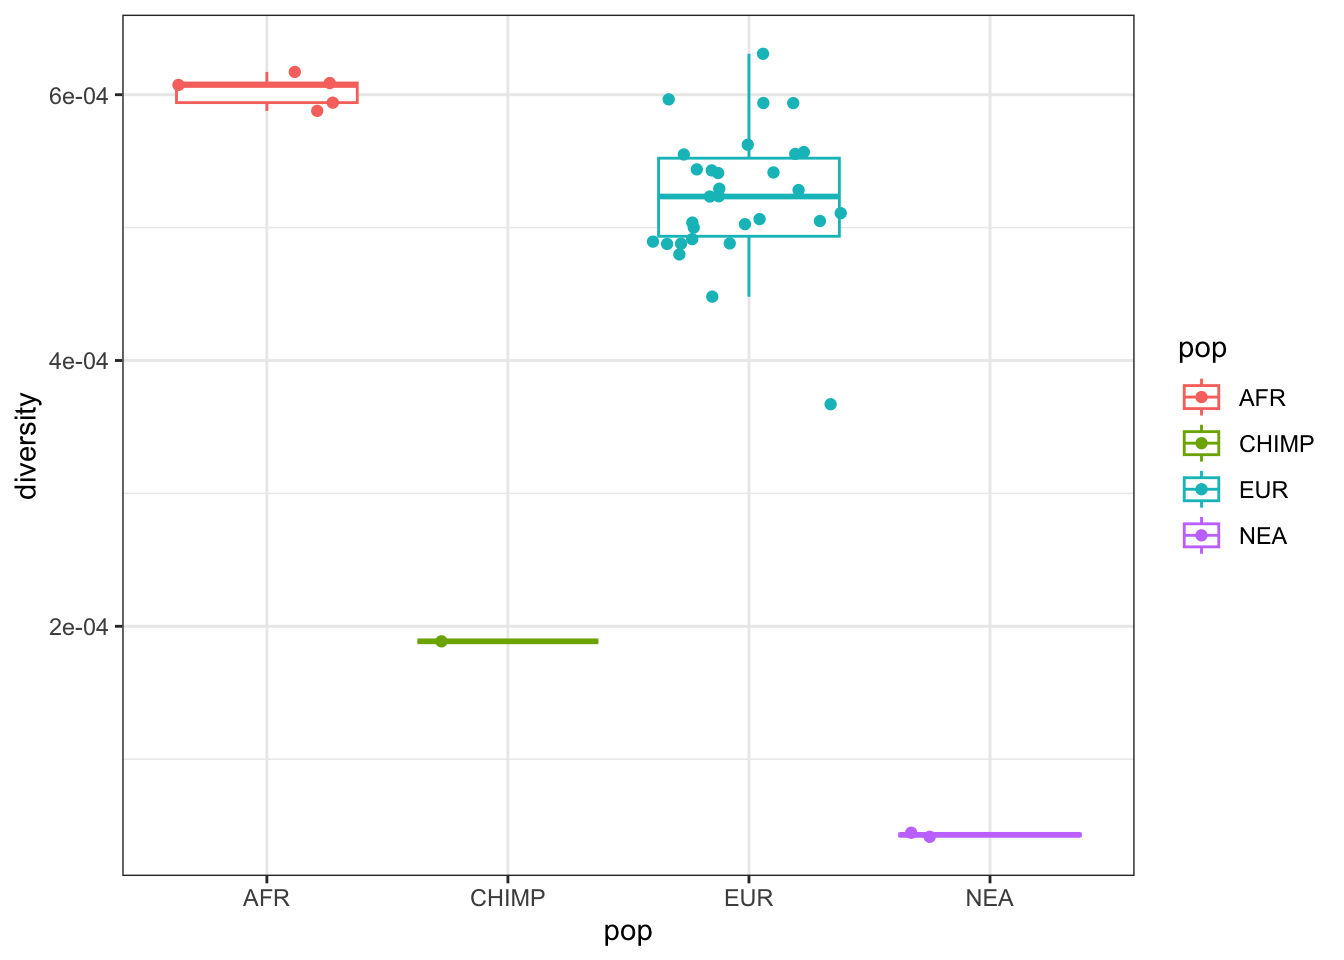 diversity
6e-04
4e-04
2e-04
AFR
CHIMP
EUR
NEA
pop
pop
AFR
CHIMP
EUR
NEA